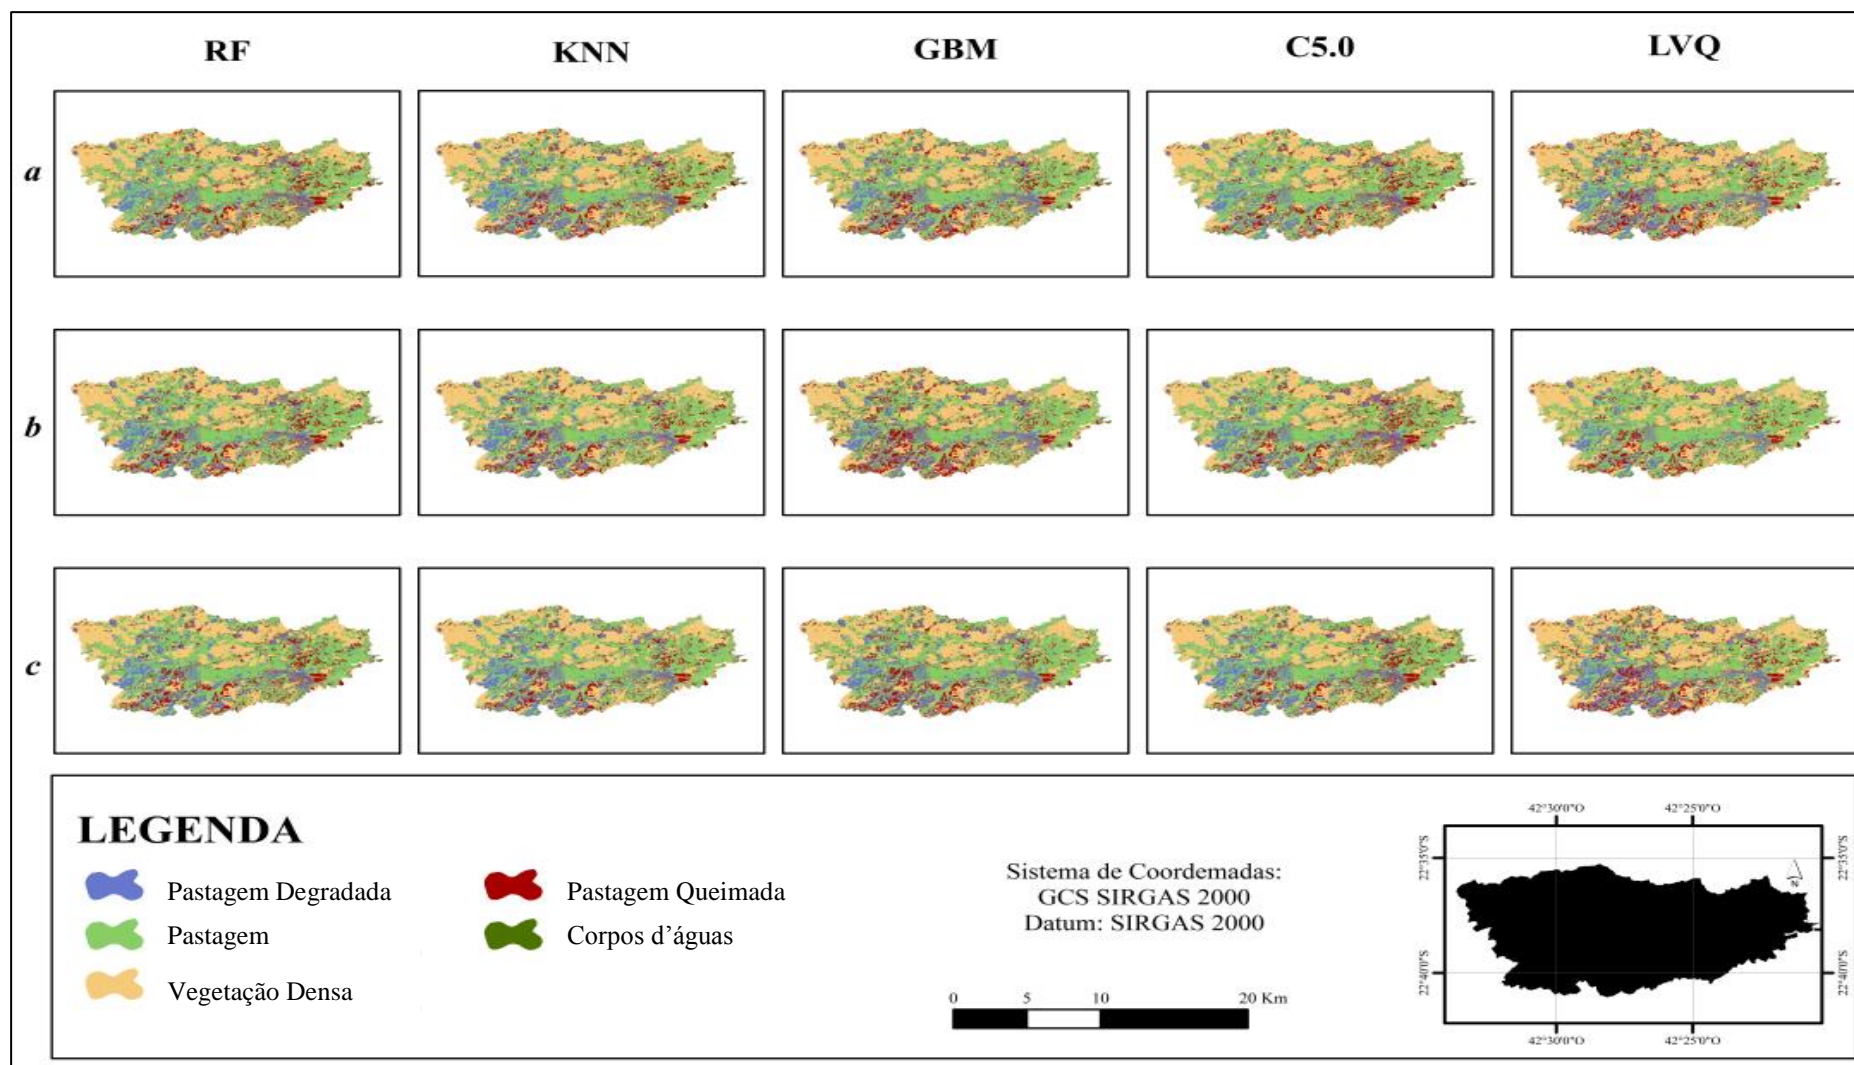 RF KNN GBM C5.0 LVQ
a
b
c
LEGENDA
Pastagem Degradada
Pastagem
Vegetação Densa
Pastagem Queimada
Corpos d’águas
Sistema de Coordemadas:
GCS SIRGAS 2000
Datum: SIRGAS 2000
0 5 10 20 Km
42°30'0"O 42°25'0"O
22°35'0"S 22°35'0"S
N
22°40'0"S 22°40'0"S
42°30'0"O 42°25'0"O